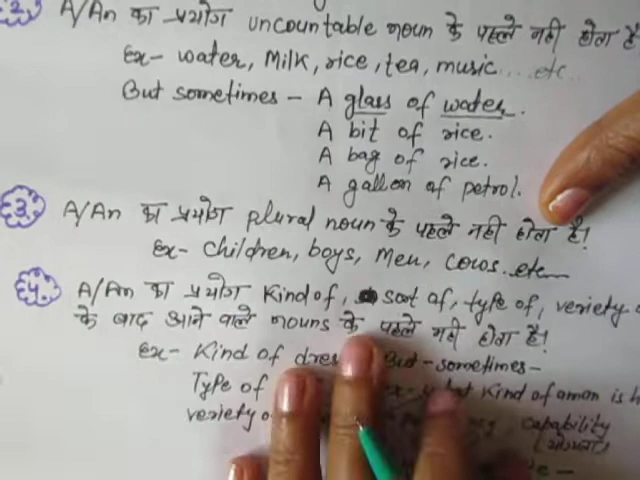 2. A/An का प्रयोग uncountable noun के पहले नही होता है
Ex- water, Milk, rice, tea, music....etc..
But sometimes - A glass of water.
A bit of rice.
A bag of rice.
A gallon of petrol.
3. A/An का प्रयोग plural noun के पहले नही होता है!
Ex- children, boys, Men, cows..etc
4. A/An का प्रयोग Kind of, sort of, type of, veriety
के बाद आने वाले nouns के पहले नही होता है!
Ex- Kind of But - sometimes -
Type of Kind of a man is
veriety capability
(योग्यता)